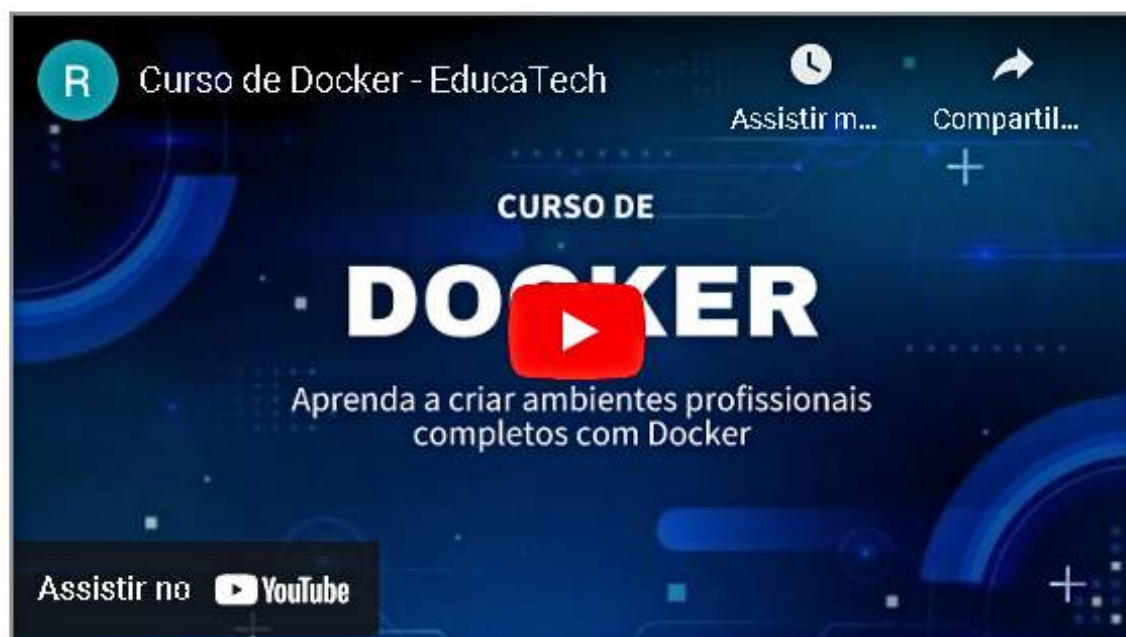 R Curso de Docker - EducaTech
Assistir m... Compartil...
CURSO DE
DOCKER
Aprenda a criar ambientes profissionais
completos com Docker
Assistir no YouTube